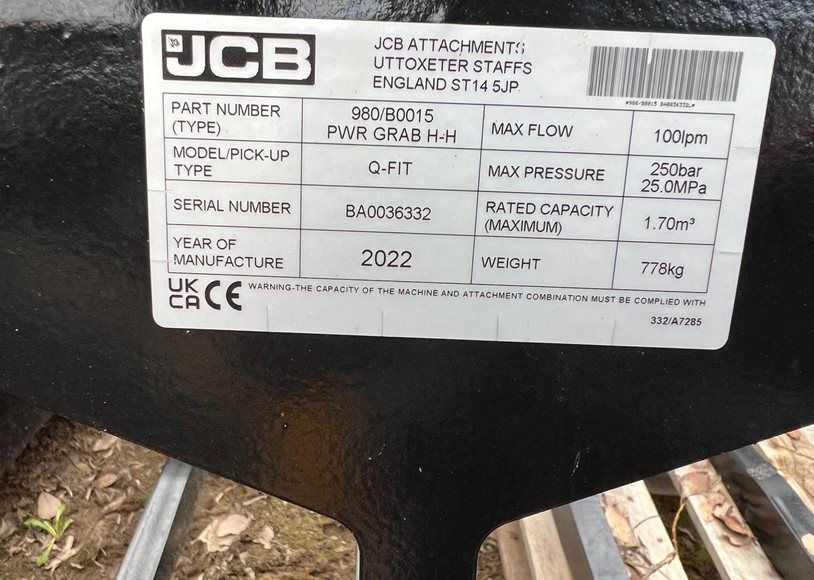 JCB
JCB ATTACHMENTS
UTTOXETER STAFFS
ENGLAND ST14 5JP
*980/B0015 BA0036332L*
PART NUMBER
(TYPE)
980/B0015
PWR GRAB H-H
MAX FLOW
100lpm
MODEL/PICK-UP
TYPE
Q-FIT
MAX PRESSURE
250bar
25.0MPa
SERIAL NUMBER
BA0036332
RATED CAPACITY
(MAXIMUM)
1.70m³
YEAR OF
MANUFACTURE
2022
WEIGHT
778kg
UK
CA CE
WARNING-THE CAPACITY OF THE MACHINE AND ATTACHMENT COMBINATION MUST BE COMPLIED WITH
332/A7285